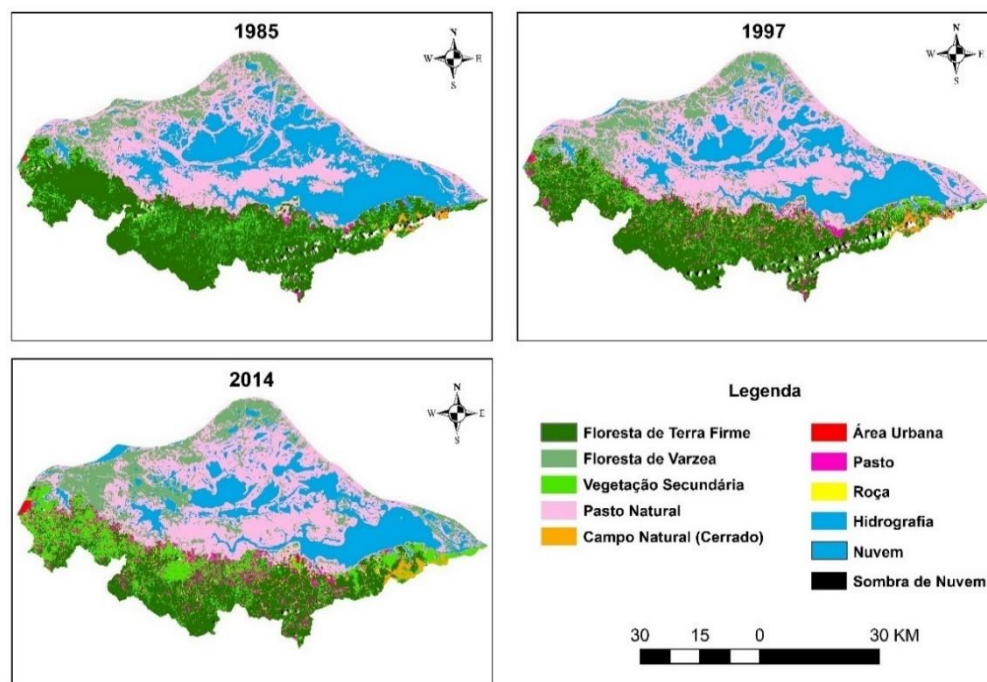 1985
N
W E
S
1997
N
W E
S
2014
N
W E
S
Legenda
Floresta de Terra Firme
Floresta de Varzea
Vegetação Secundária
Pasto Natural
Campo Natural (Cerrado)
Área Urbana
Pasto
Roça
Hidrografia
Nuvem
Sombra de Nuvem
30 15 0 30 KM